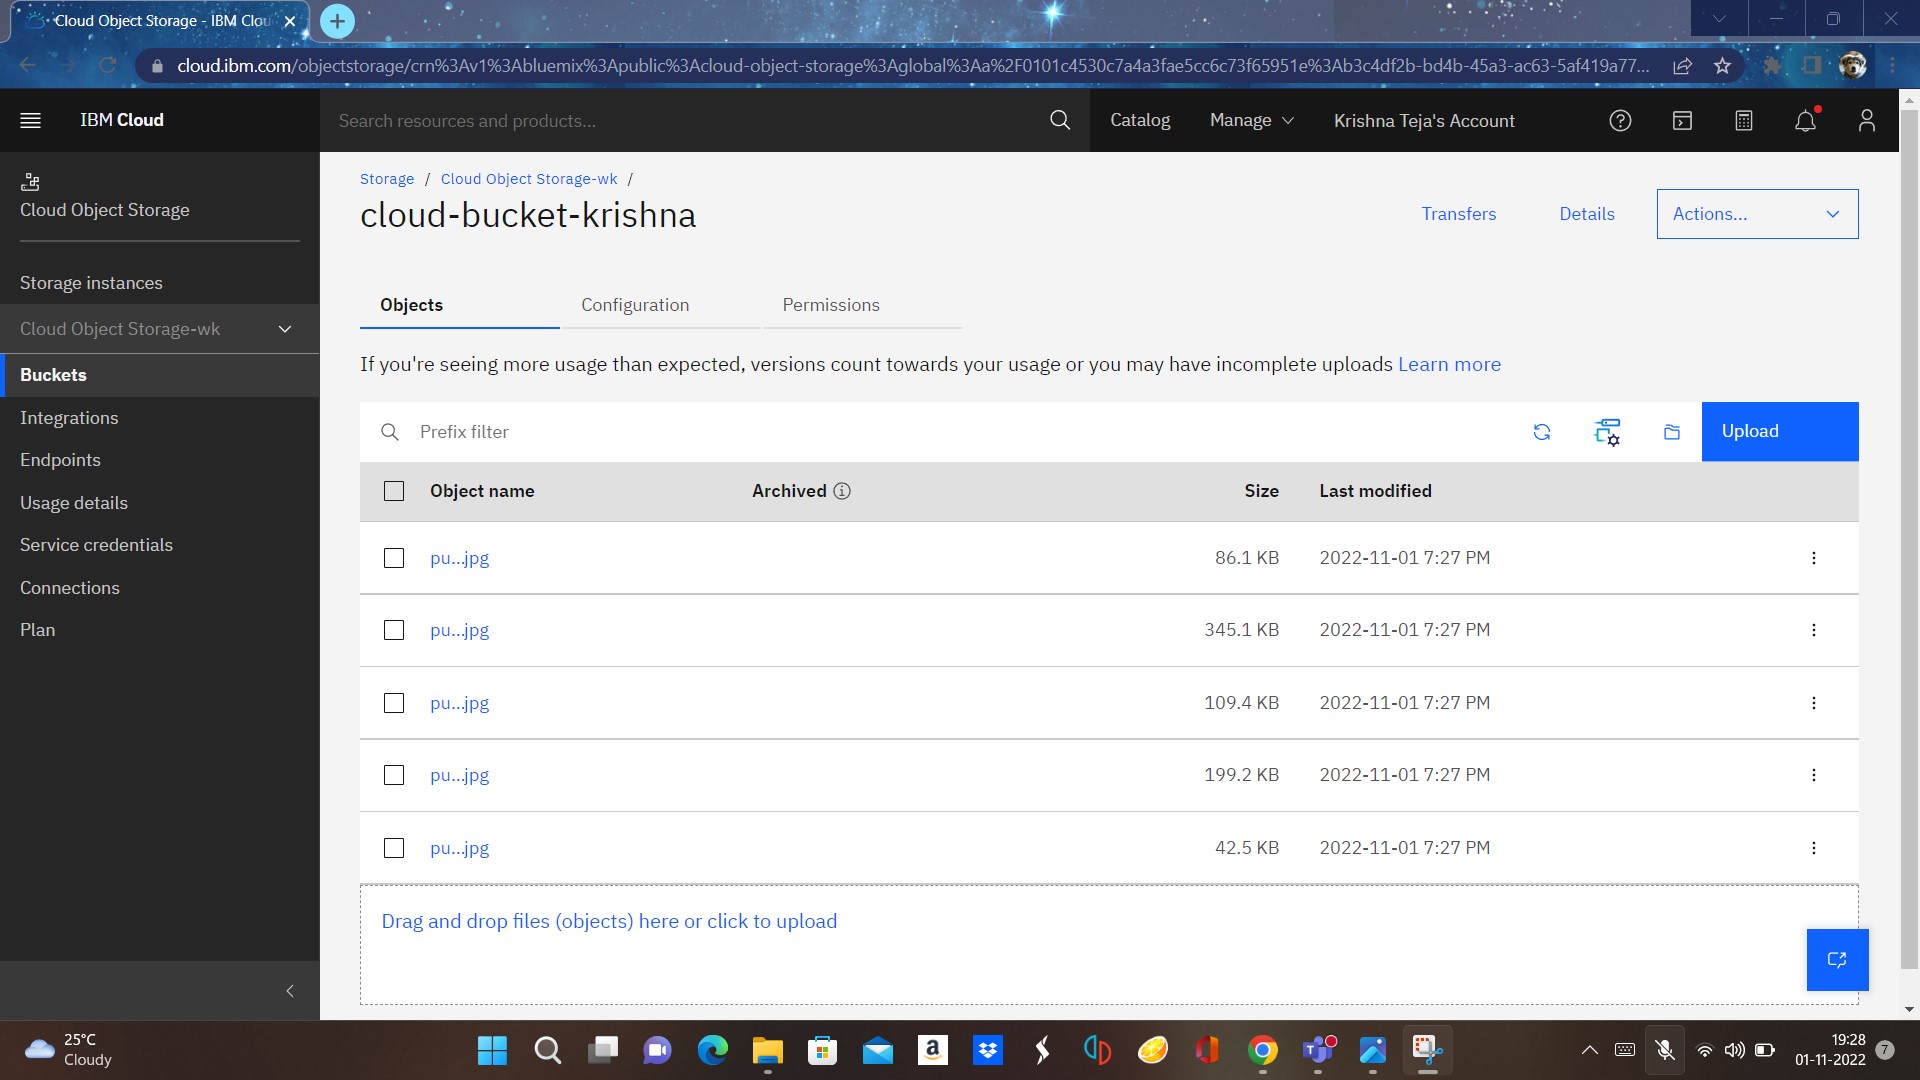 Cloud Object Storage - IBM Clou
cloud.ibm.com/objectstorage/crn%3Av1%3Abluemix%3Apublic%3Acloud-object-storage%3Aglobal%3Aa%2F0101c4530c7a4a3fae5cc6c73f65951e%3Ab3c4df2b-bd4b-45a3-ac63-5af419a77...
IBM Cloud
Search resources and products...
Catalog
Manage
Krishna Teja's Account
Cloud Object Storage
Storage instances
Cloud Object Storage-wk
Buckets
Integrations
Endpoints
Usage details
Service credentials
Connections
Plan
Storage / Cloud Object Storage-wk /
cloud-bucket-krishna
Transfers
Details
Actions...
Objects
Configuration
Permissions
If you're seeing more usage than expected, versions count towards your usage or you may have incomplete uploads Learn more
Prefix filter
Upload
Object name Archived Size Last modified
pu...jpg 86.1 KB 2022-11-01 7:27 PM
pu...jpg 345.1 KB 2022-11-01 7:27 PM
pu...jpg 109.4 KB 2022-11-01 7:27 PM
pu...jpg 199.2 KB 2022-11-01 7:27 PM
pu...jpg 42.5 KB 2022-11-01 7:27 PM
Drag and drop files (objects) here or click to upload
25°C
Cloudy
a
19:28
01-11-2022
7